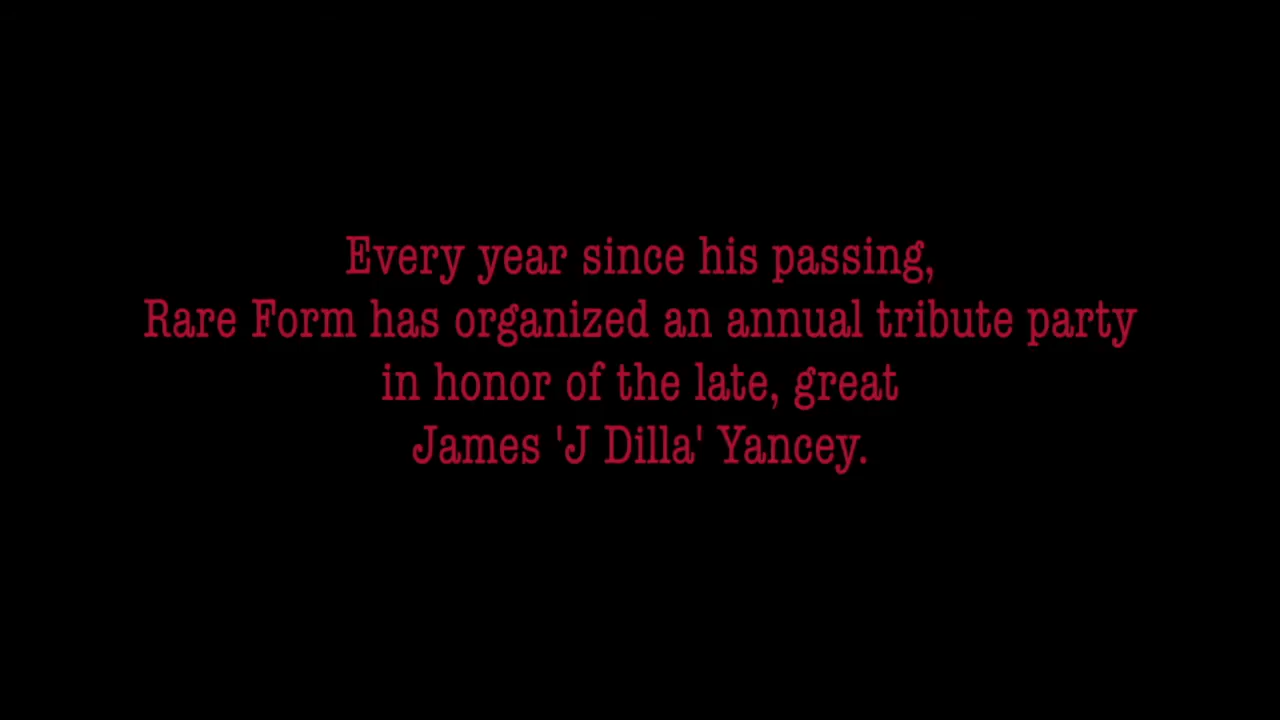 Every year since his passing,
Rare Form has organized an annual tribute party
in honor of the late, great
James 'J Dilla' Yancey.